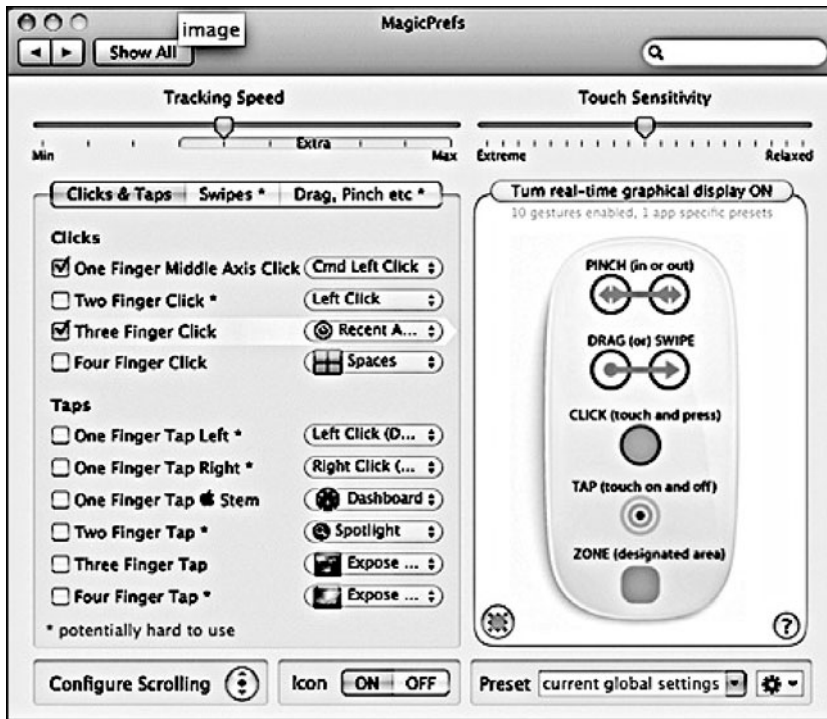 MagicPrefs
image
Show All
Tracking Speed
Touch Sensitivity
Extra
Min
Max
Extreme
Relaxed
Clicks & Taps
Swipes *
Drag, Pinch etc *
Turn real-time graphical display ON
10 gestures enabled, 1 app specific presets
Clicks
One Finger Middle Axis Click Cmd Left Click
Two Finger Click * Left Click
Three Finger Click Recent A...
Four Finger Click Spaces
Taps
One Finger Tap Left * Left Click (D...
One Finger Tap Right * Right Click (...
One Finger Tap Stem Dashboard
Two Finger Tap * Spotlight
Three Finger Tap Expose ...
Four Finger Tap * Expose ...
* potentially hard to use
PINCH (in or out)
DRAG (or) SWIPE
CLICK (touch and press)
TAP (touch on and off)
ZONE (designated area)
?
Configure Scrolling
Icon ON OFF
Preset current global settings